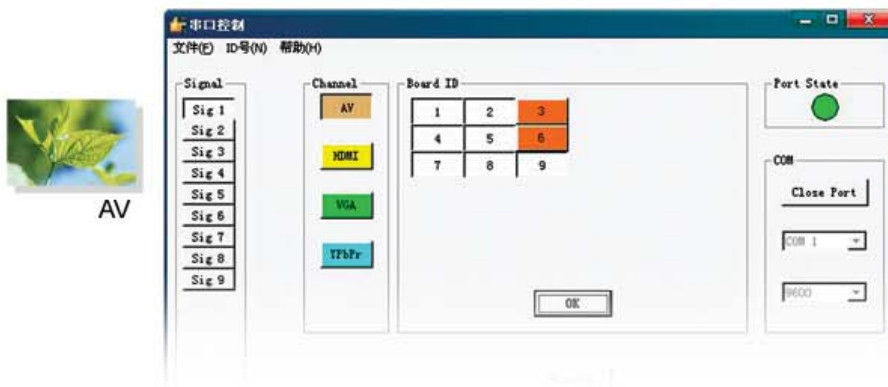 串口控制
文件(F) ID号(N) 帮助(H)
AV
Signal
Sig 1
Sig 2
Sig 3
Sig 4
Sig 5
Sig 6
Sig 7
Sig 8
Sig 9
Channel
AV
HDMI
VGA
YPbPr
Board ID
1 2 3
4 5 6
7 8 9
OK
Port State
COM
Close Port
COM 1
9600